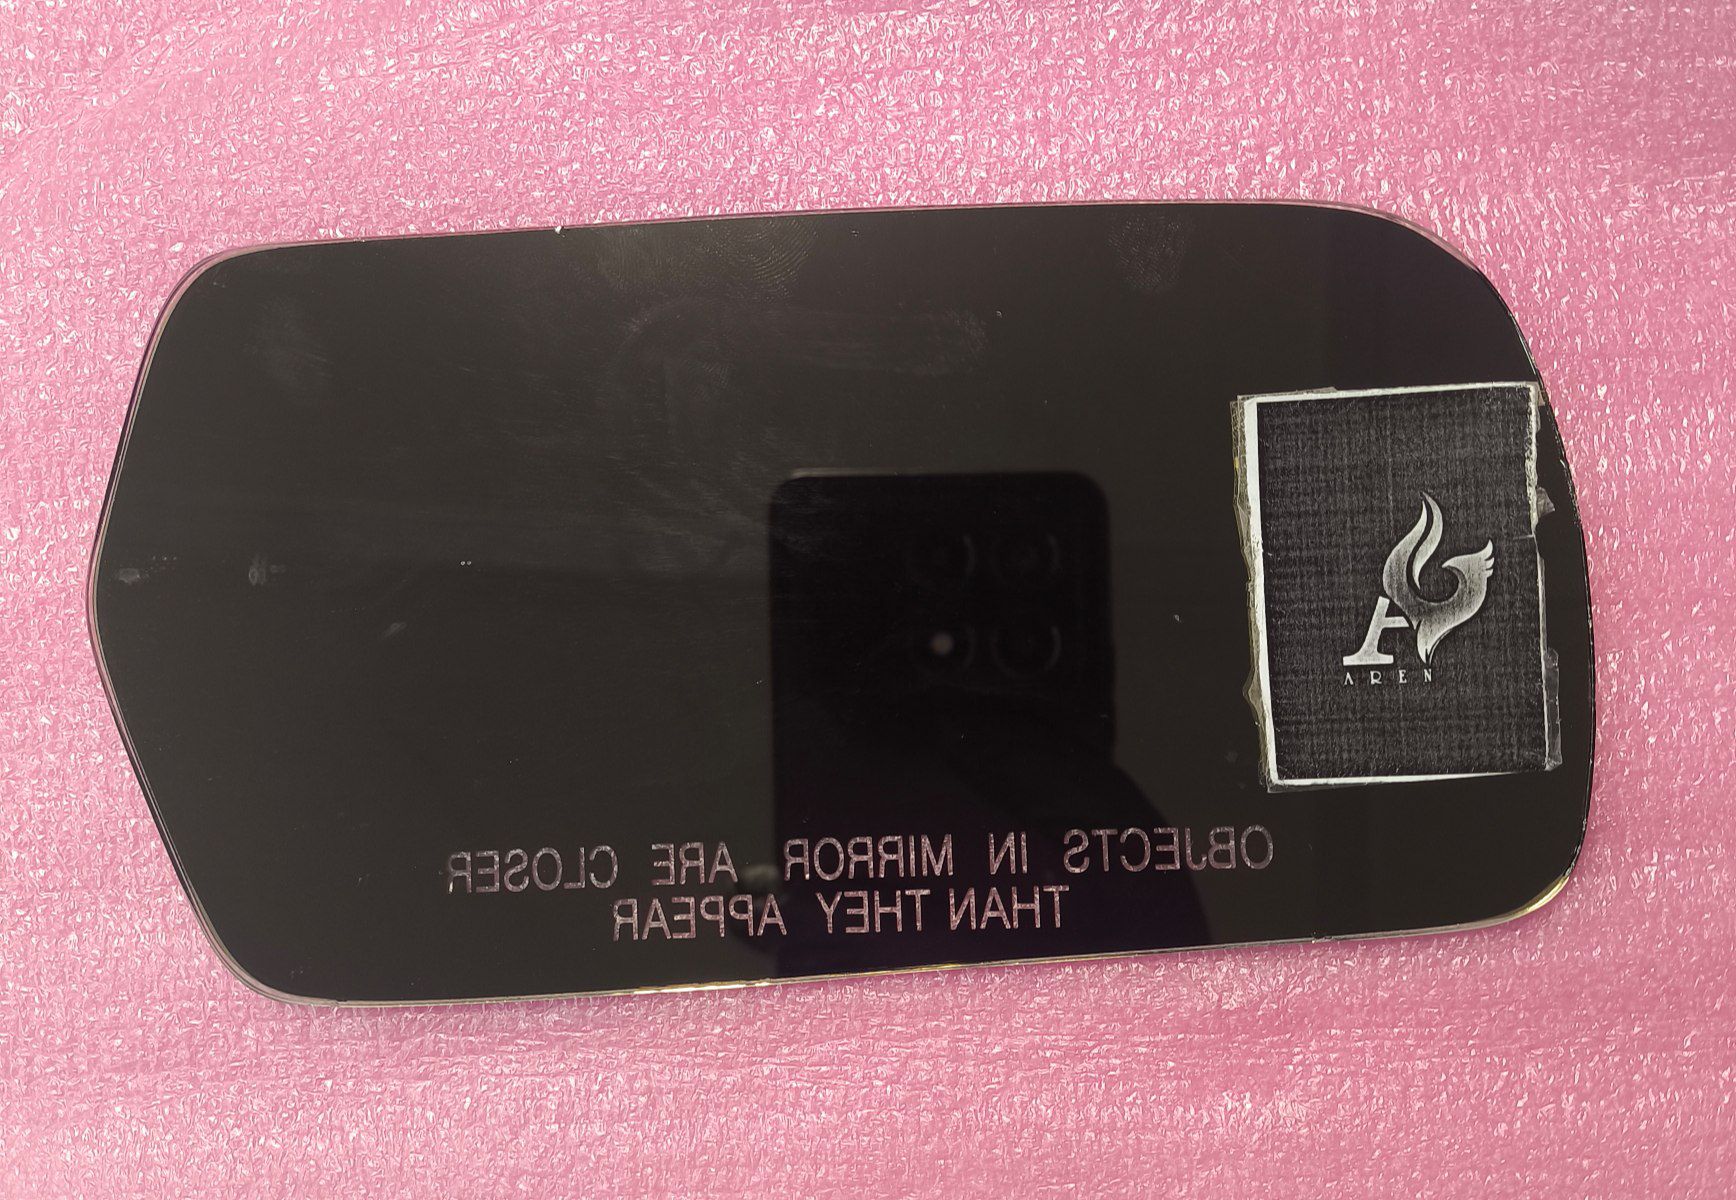 OBJECTS IN MIRROR ARE CLOSER
THAN THEY APPEAR
A
AREN